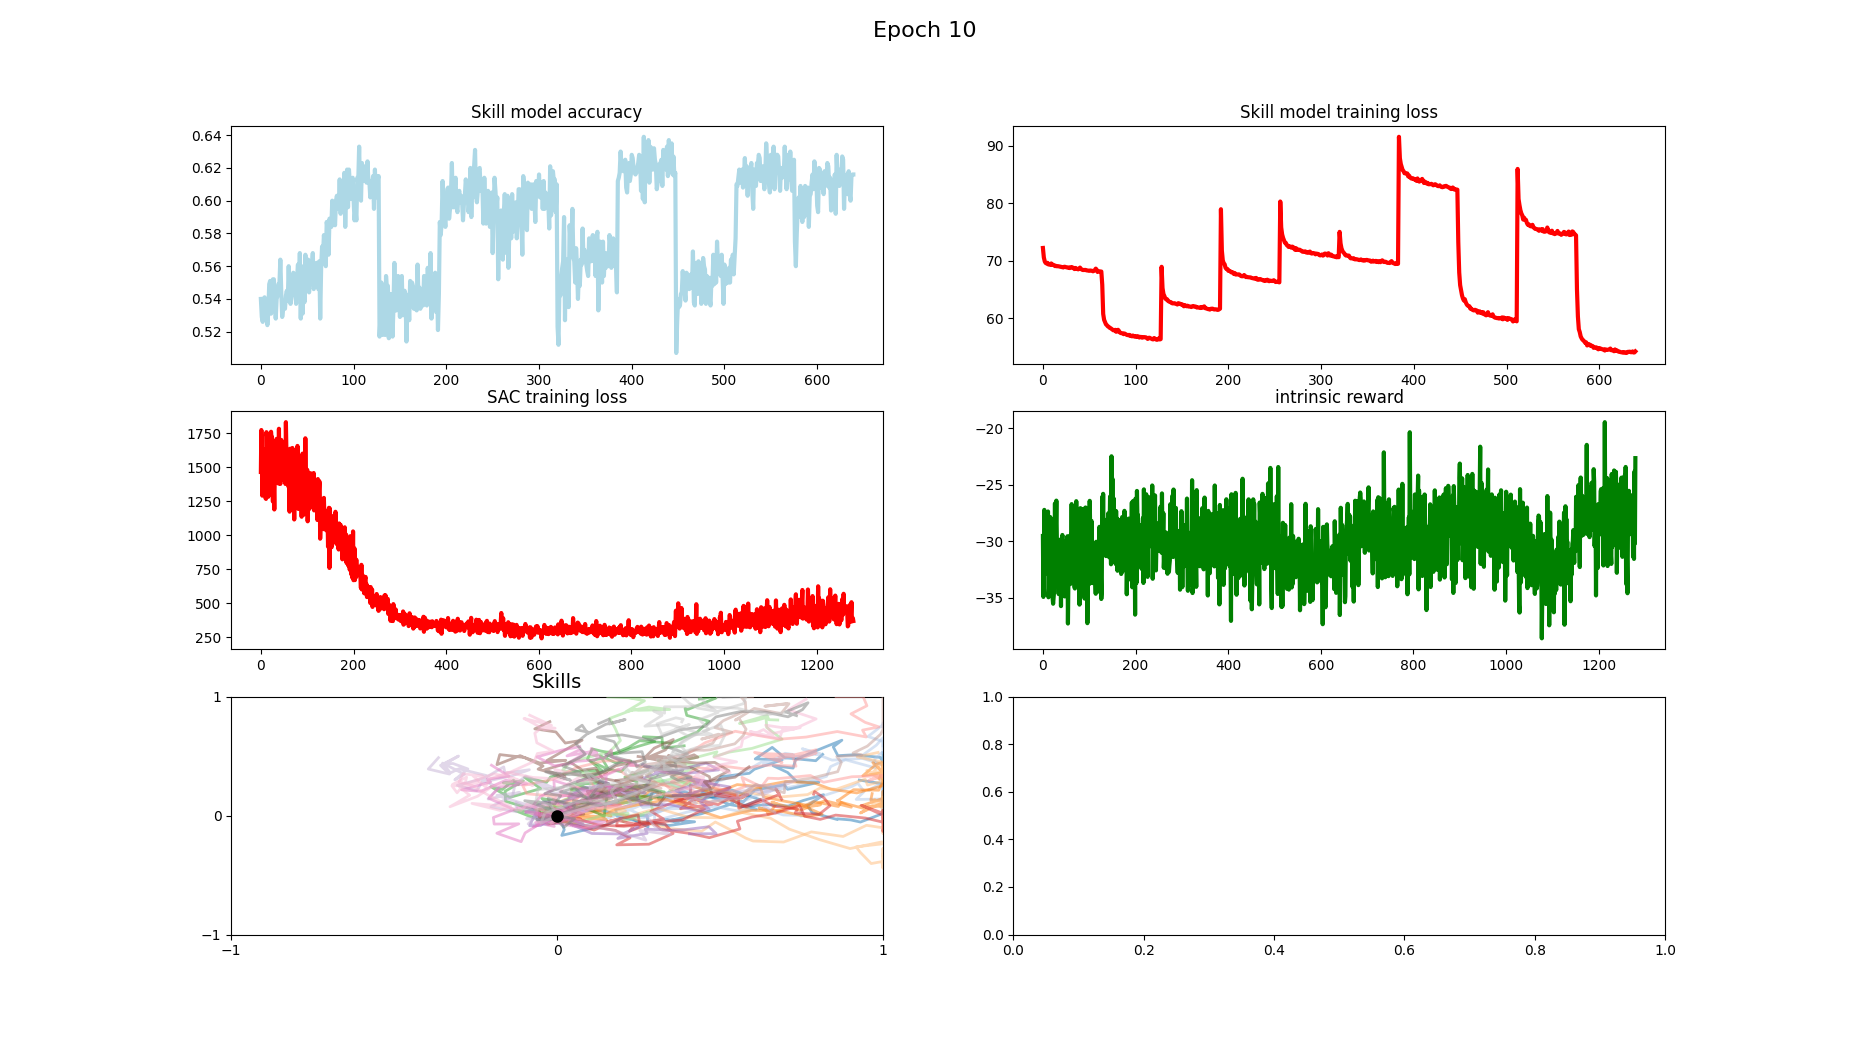 Epoch 10
Skill model accuracy
0.64
0.62
0.60
0.58
0.56
0.54
0.52
0 100 200 300 400 500 600
Skill model training loss
90
80
70
60
0 100 200 300 400 500 600
SAC training loss
1750
1500
1250
1000
750
500
250
0 200 400 600 800 1000 1200
intrinsic reward
−20
−25
−30
−35
0 200 400 600 800 1000 1200
Skills
1
0
−1
−1 0 1
1.0
0.8
0.6
0.4
0.2
0.0
0.0 0.2 0.4 0.6 0.8 1.0